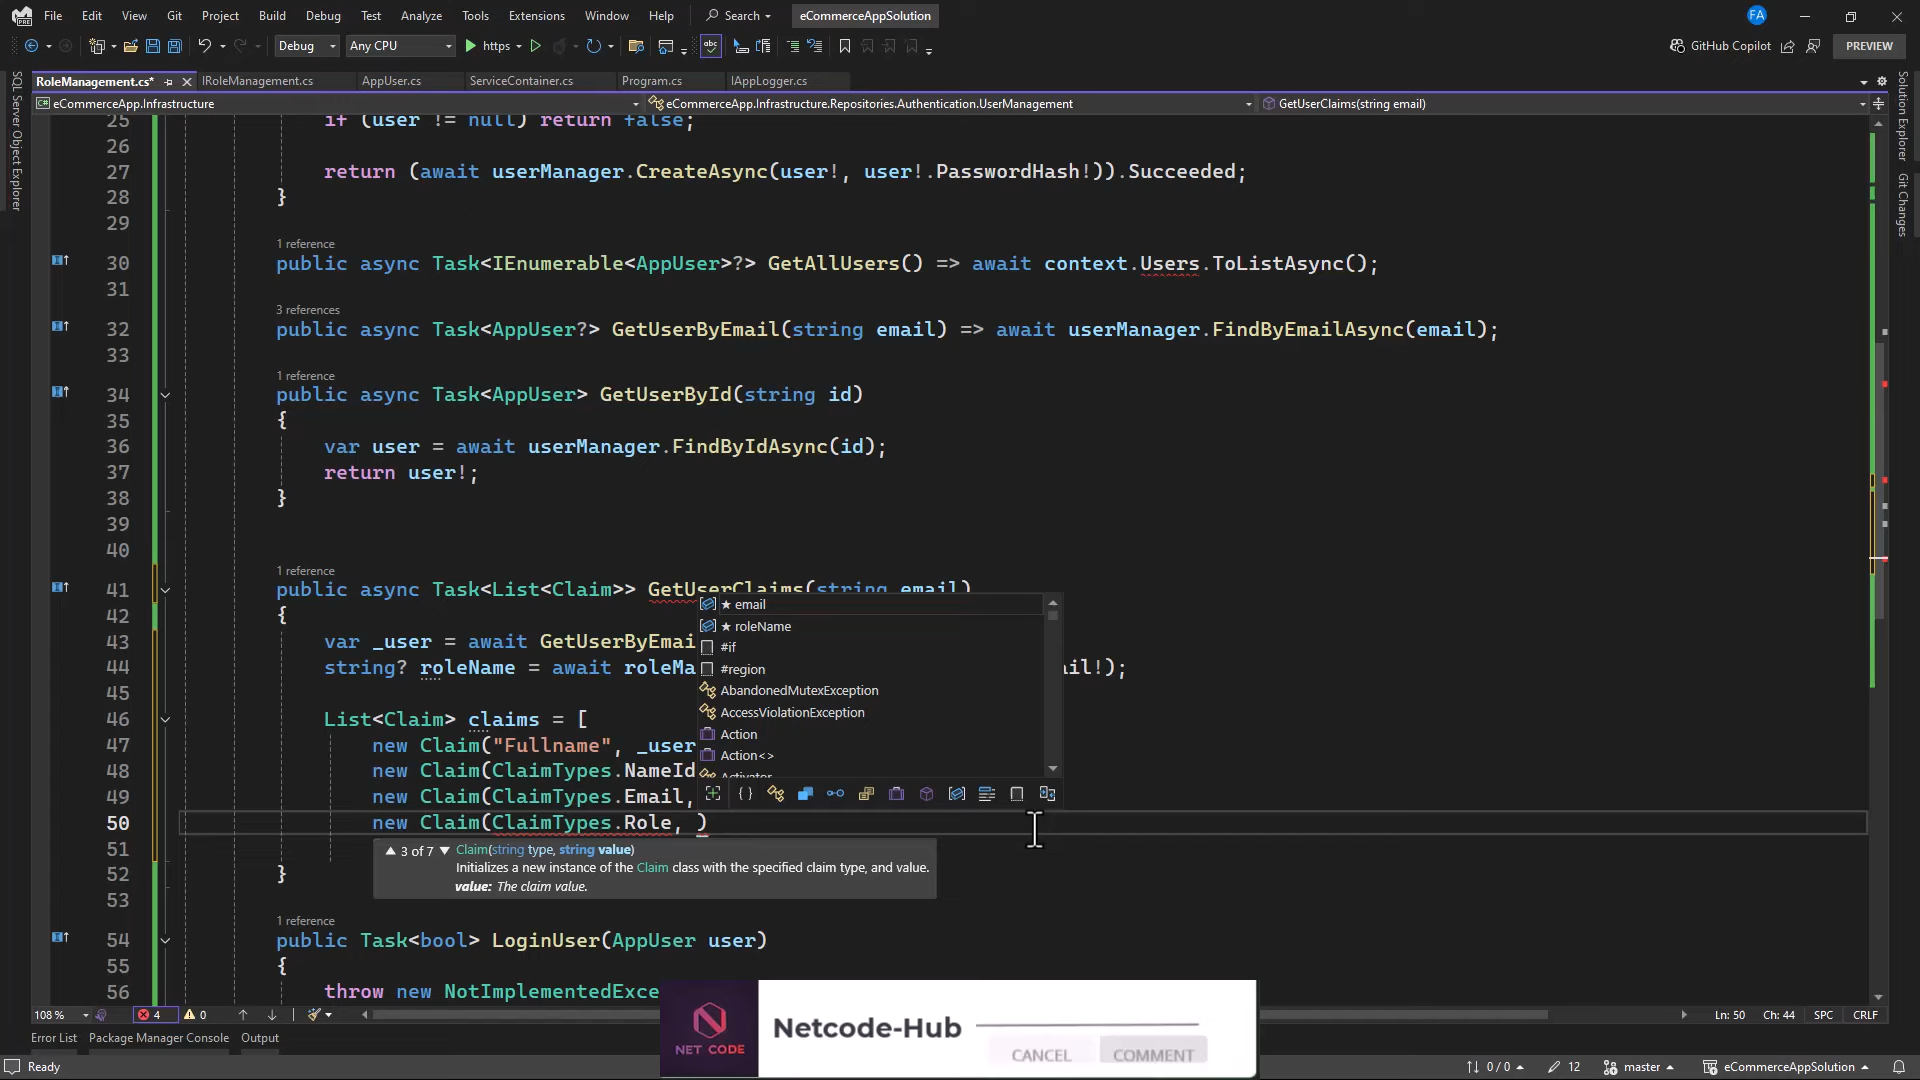 File Edit View Git Project Build Debug Test Analyze Tools Extensions Window Help Search eCommerceAppSolution FA
Debug Any CPU https GitHub Copilot PREVIEW
RoleManagement.cs* IRoleManagement.cs AppUser.cs ServiceContainer.cs Program.cs IAppLogger.cs
eCommerceApp.Infrastructure eCommerceApp.Infrastructure.Repositories.Authentication.UserManagement GetUserClaims(string email)
SQL Server Object Explorer
Solution Explorer
Git Changes
25 if (user != null) return false;
26
27 return (await userManager.CreateAsync(user!, user!.PasswordHash!)).Succeeded;
28 }
29
1 reference
30 public async Task<IEnumerable<AppUser>?> GetAllUsers() => await context.Users.ToListAsync();
31
3 references
32 public async Task<AppUser?> GetUserByEmail(string email) => await userManager.FindByEmailAsync(email);
33
1 reference
34 public async Task<AppUser> GetUserById(string id)
35 {
36 var user = await userManager.FindByIdAsync(id);
37 return user!;
38 }
39
40
1 reference
41 public async Task<List<Claim>> GetUserClaims(string email)
42 {
43 var _user = await GetUserByEmai
44 string? roleName = await roleMa ail!);
45
46 List<Claim> claims = [
47 new Claim("Fullname", _user
48 new Claim(ClaimTypes.NameId
49 new Claim(ClaimTypes.Email,
50 new Claim(ClaimTypes.Role, )
51
52 }
53
1 reference
54 public Task<bool> LoginUser(AppUser user)
55 {
56 throw new NotImplementedExce
★ email
★ roleName
#if
#region
AbandonedMutexException
AccessViolationException
Action
Action<>
Activator
3 of 7 Claim(string type, string value)
Initializes a new instance of the Claim class with the specified claim type, and value.
value: The claim value.
108 % 4 0 Ln: 50 Ch: 44 SPC CRLF
Error List Package Manager Console Output
Ready 0 / 0 12 master eCommerceAppSolution
NET CODE
Netcode-Hub
CANCEL COMMENT